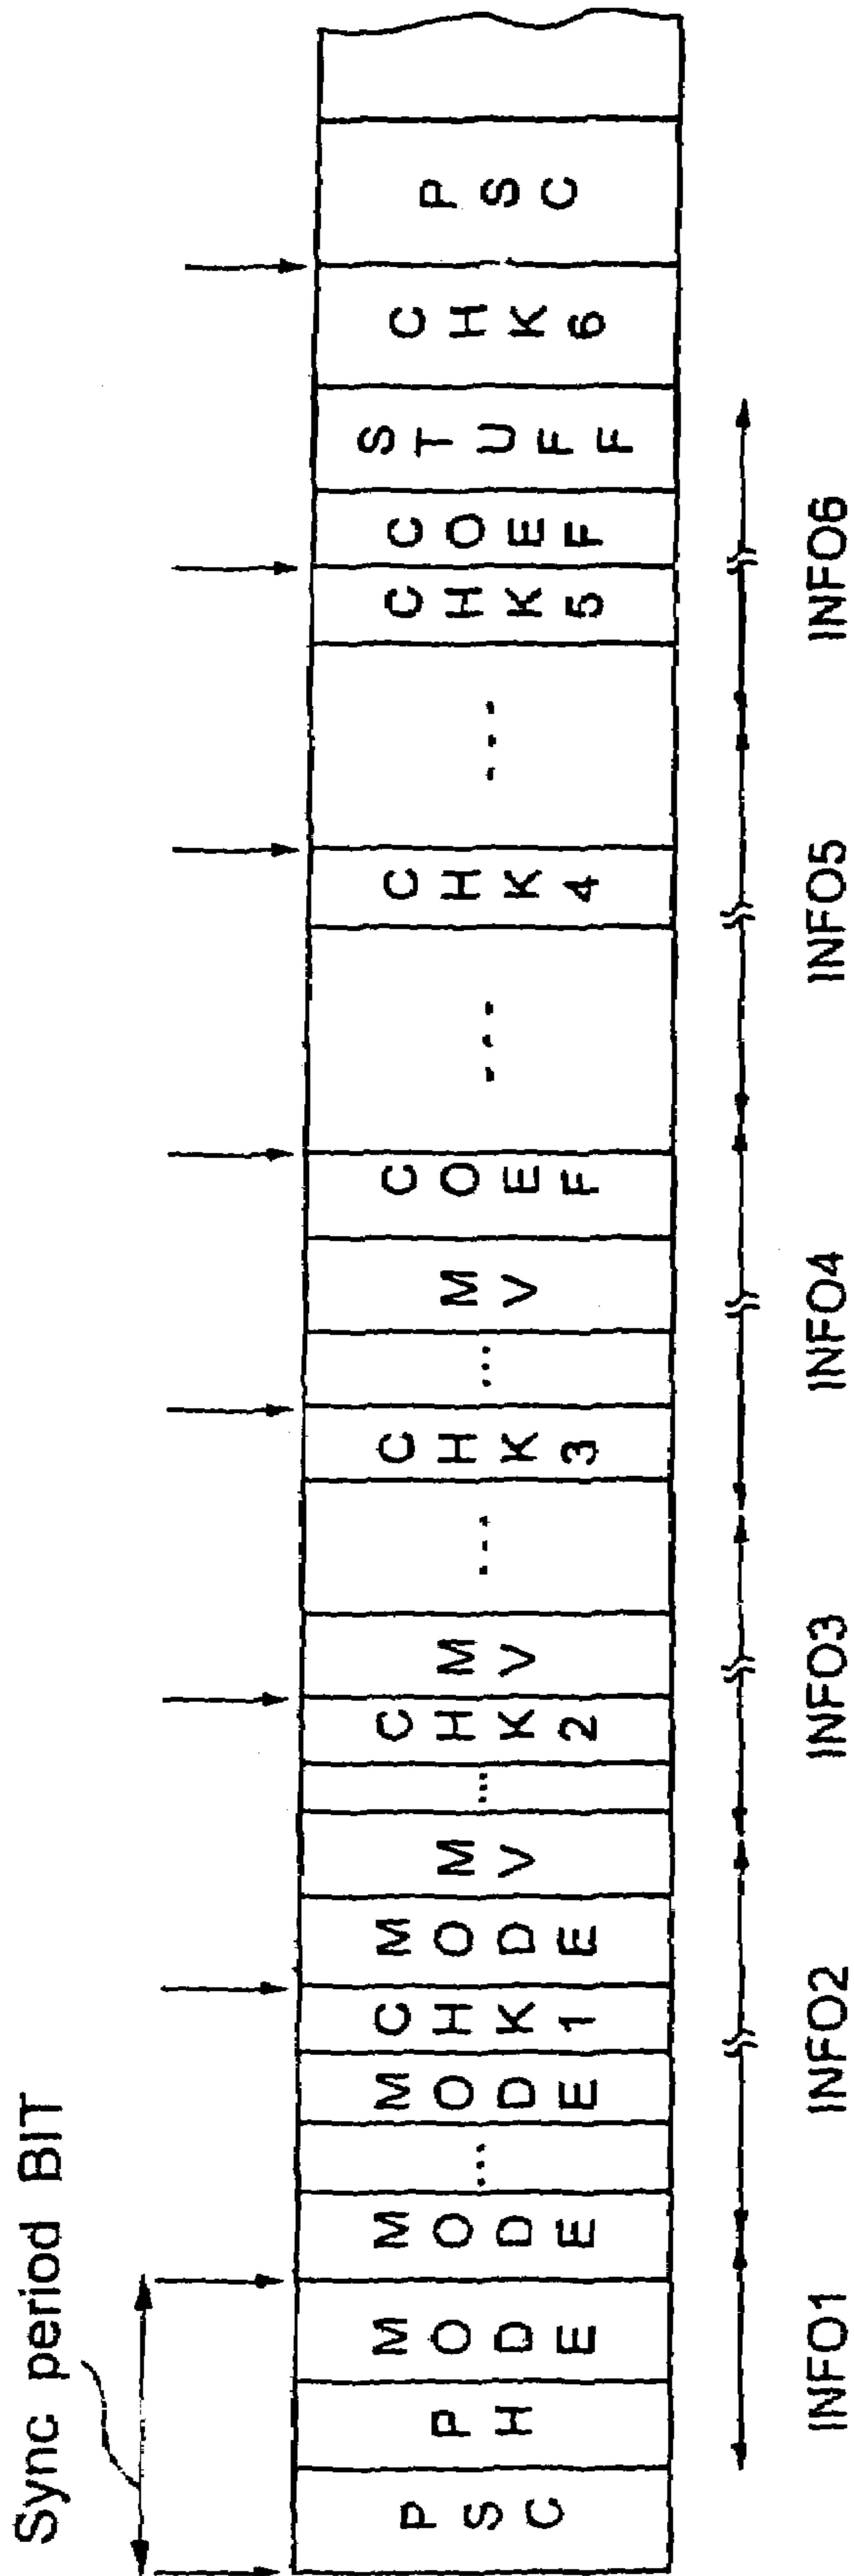 Sync period BIT
PSC
PH
MODE
MODE
...
MODE
CHK1
MODE
MV
...
CHK2
MV
...
CHK3
...
MV
COEF
...
CHK4
...
CHK5
COEF
STUFF
CHK6
PSC
INFO1
INFO2
INFO3
INFO4
INFO5
INFO6